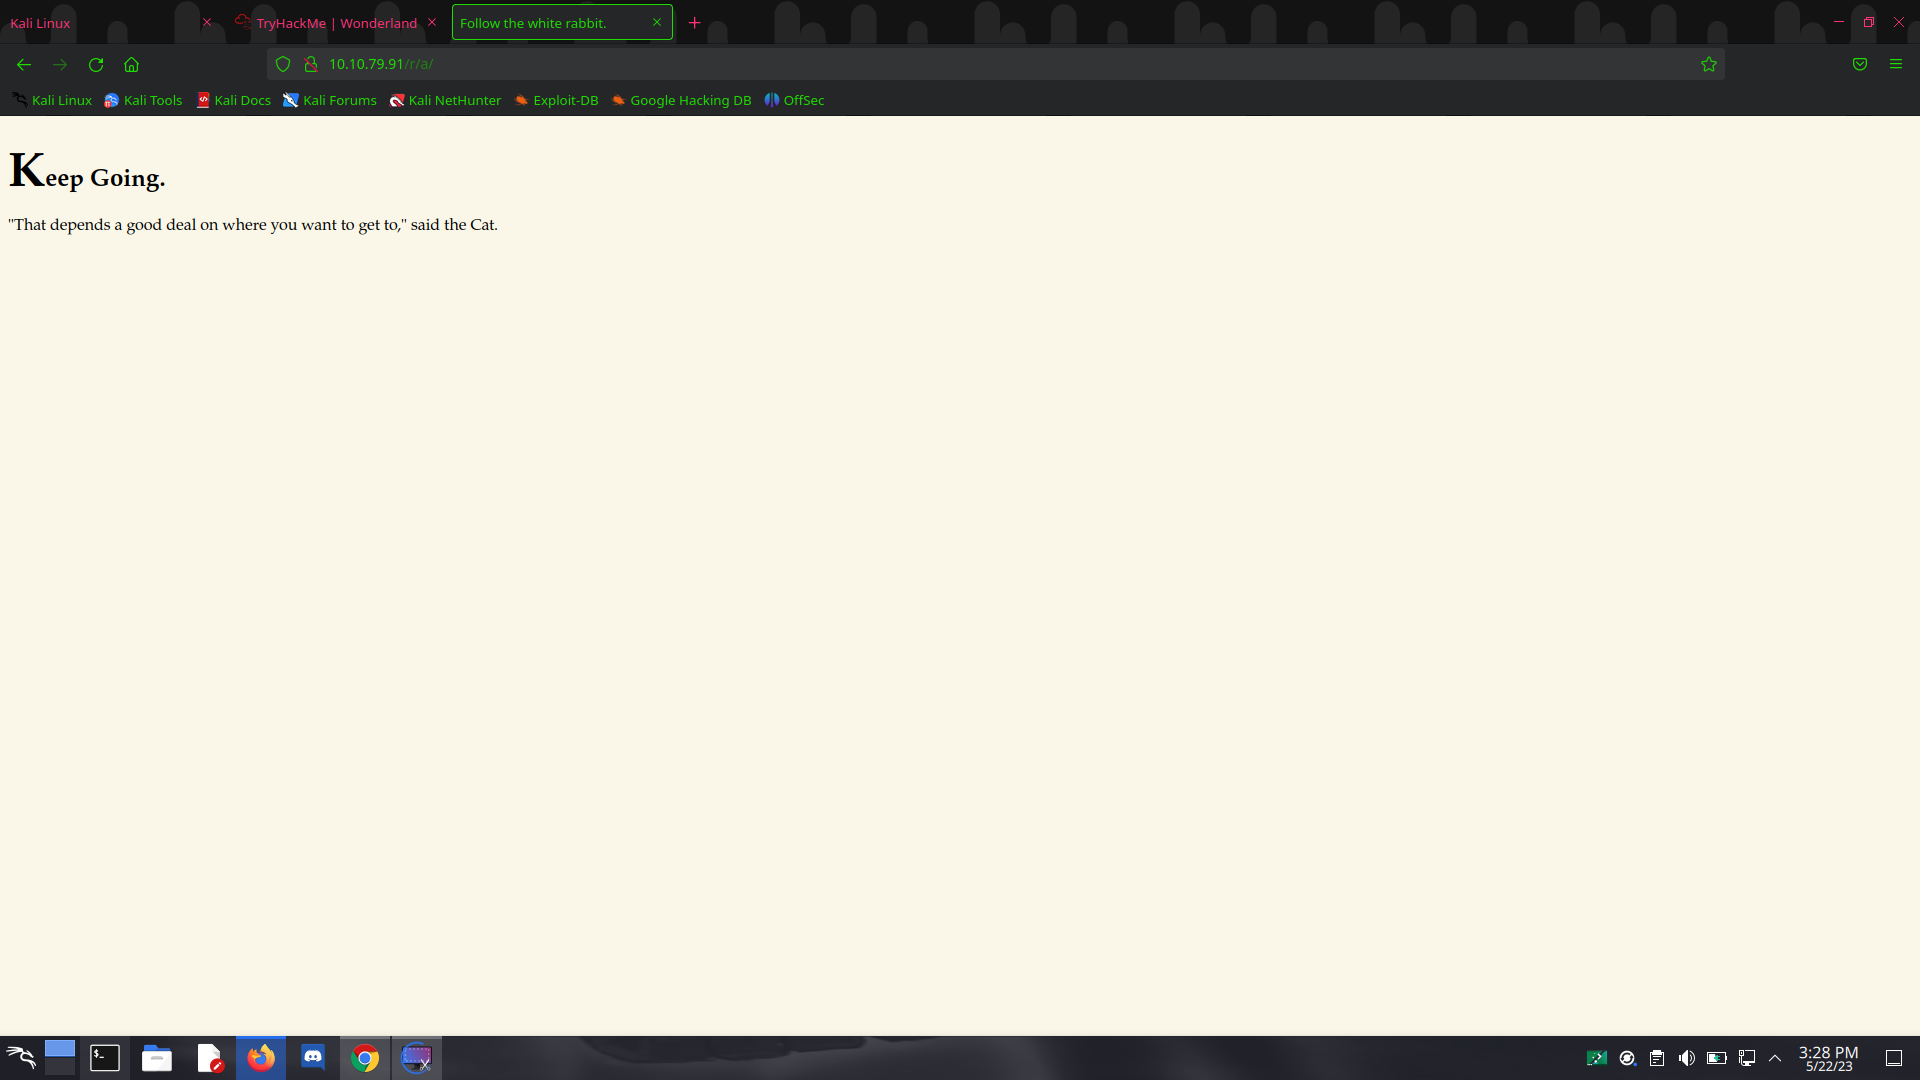 Kali Linux
TryHackMe | Wonderland
Follow the white rabbit.
10.10.79.91/r/a/
Kali Linux
Kali Tools
Kali Docs
Kali Forums
Kali NetHunter
Exploit-DB
Google Hacking DB
OffSec
Keep Going.
"That depends a good deal on where you want to get to," said the Cat.
$_
3:28 PM
5/22/23